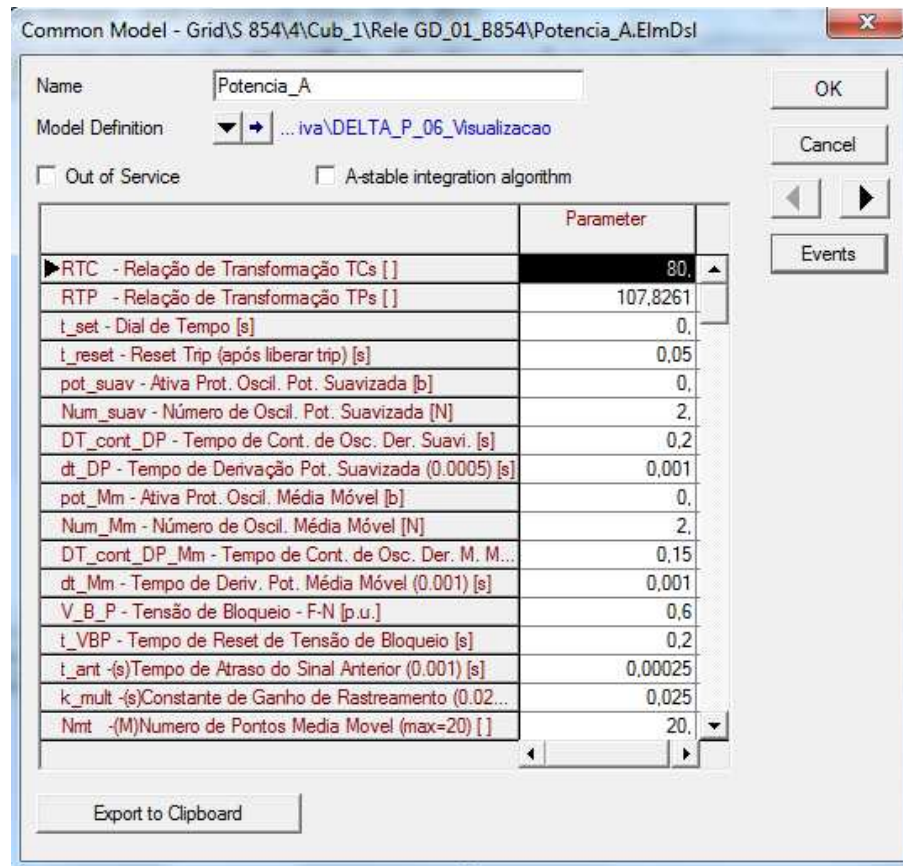 Common Model - Grid\S 854\4\Cub_1\Rele GD_01_B854\Potencia_A.ElmDsl
Name Potencia_A OK
Model Definition ... iva\DELTA_P_06_Visualizacao Cancel
Out of Service A-stable integration algorithm
Parameter
Events
RTC - Relação de Transformação TCs [ ] 80,
RTP - Relação de Transformação TPs [ ] 107,8261
t_set - Dial de Tempo [s] 0,
t_reset - Reset Trip (após liberar trip) [s] 0,05
pot_suav - Ativa Prot. Oscil. Pot. Suavizada [b] 0,
Num_suav - Número de Oscil. Pot. Suavizada [N] 2,
DT_cont_DP - Tempo de Cont. de Osc. Der. Suavi. [s] 0,2
dt_DP - Tempo de Derivação Pot. Suavizada (0.0005) [s] 0,001
pot_Mm - Ativa Prot. Oscil. Média Móvel [b] 0,
Num_Mm - Número de Oscil. Média Móvel [N] 2,
DT_cont_DP_Mm - Tempo de Cont. de Osc. Der. M. M... 0,15
dt_Mm - Tempo de Deriv. Pot. Média Móvel (0.001) [s] 0,001
V_B_P - Tensão de Bloqueio - F-N [p.u.] 0,6
t_VBP - Tempo de Reset de Tensão de Bloqueio [s] 0,2
t_ant -(s)Tempo de Atraso do Sinal Anterior (0.001) [s] 0,00025
k_mult -(s)Constante de Ganho de Rastreamento (0.02... 0,025
Nmt -(M)Numero de Pontos Media Movel (max=20) [ ] 20,
Export to Clipboard